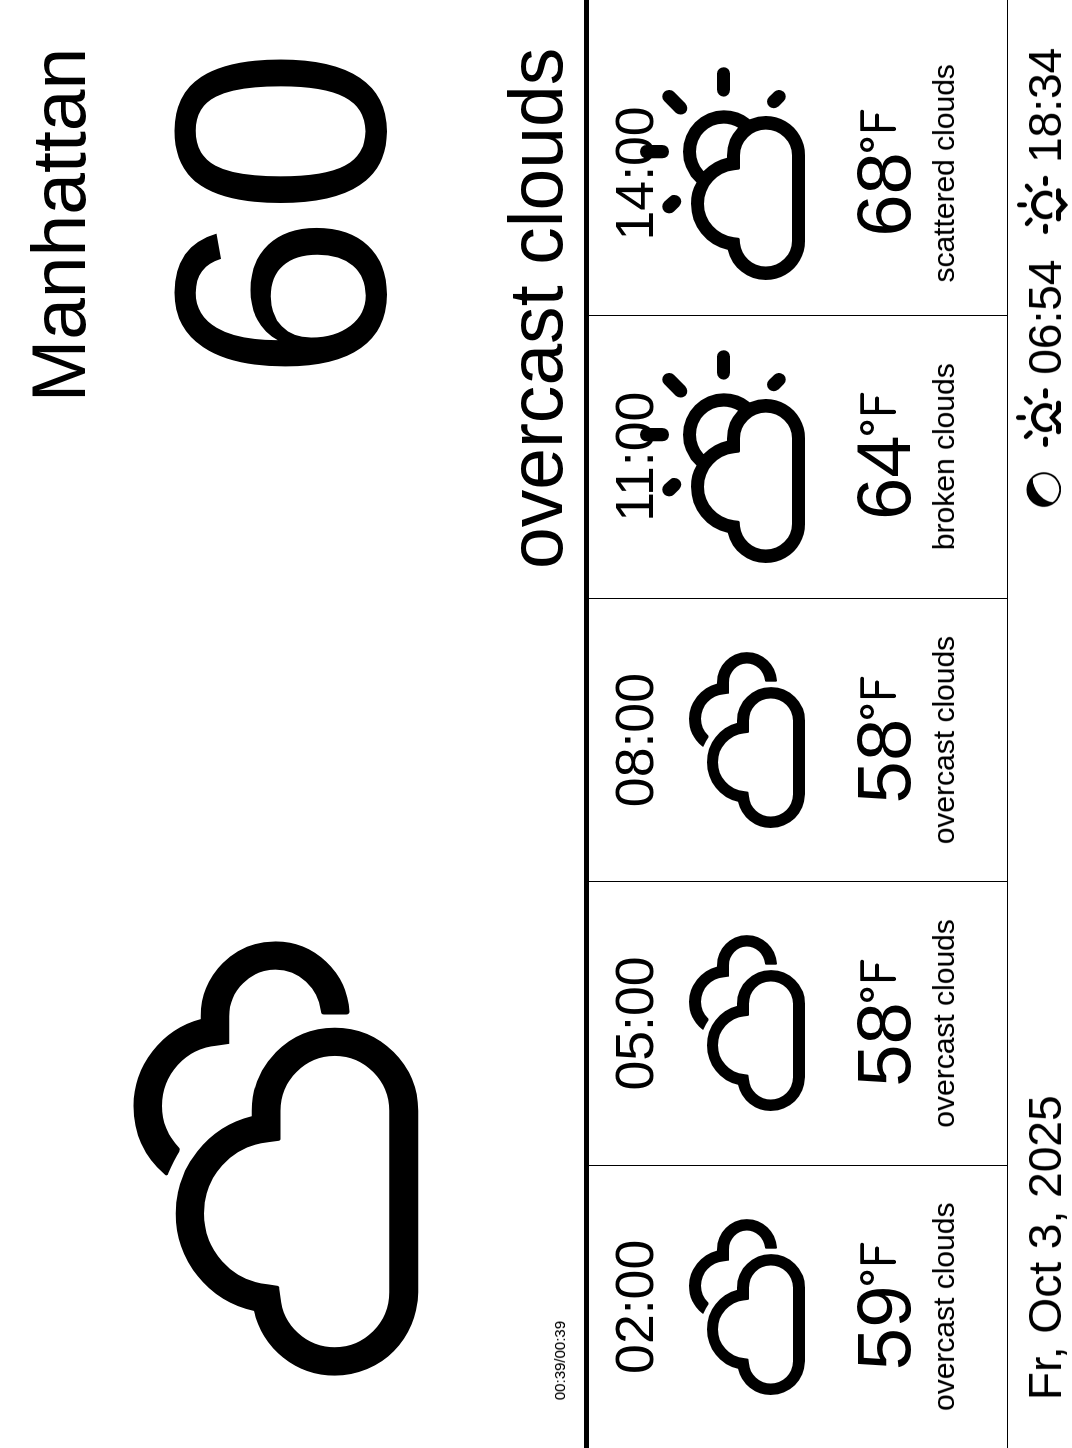 Manhattan
60
overcast clouds
00:39/00:39
02:00
59°F
overcast clouds
05:00
58°F
overcast clouds
08:00
58°F
overcast clouds
11:00
64°F
broken clouds
14:00
68°F
scattered clouds
Fr, Oct 3, 2025
06:54
18:34